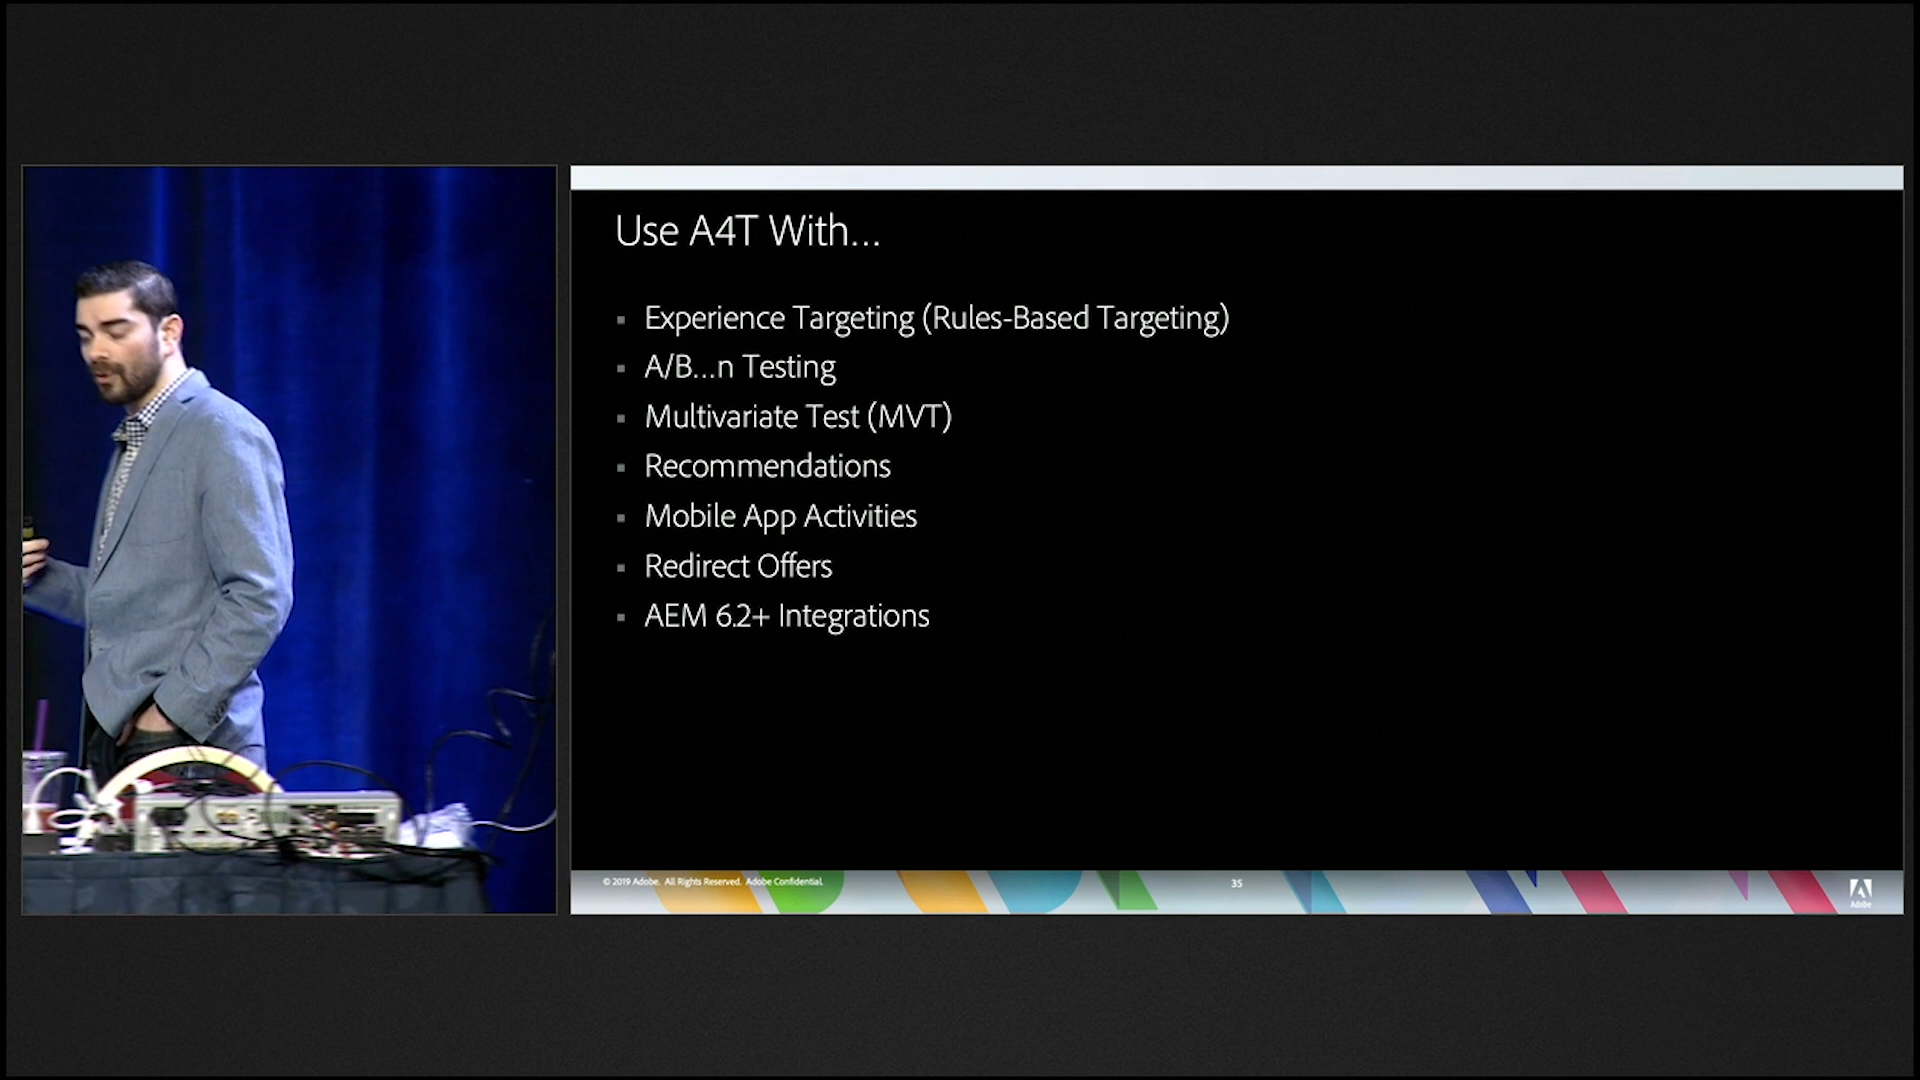 Use A4T With...
▪ Experience Targeting (Rules-Based Targeting)
▪ A/B...n Testing
▪ Multivariate Test (MVT)
▪ Recommendations
▪ Mobile App Activities
▪ Redirect Offers
▪ AEM 6.2+ Integrations
© 2019 Adobe. All Rights Reserved. Adobe Confidential.
35
Adobe